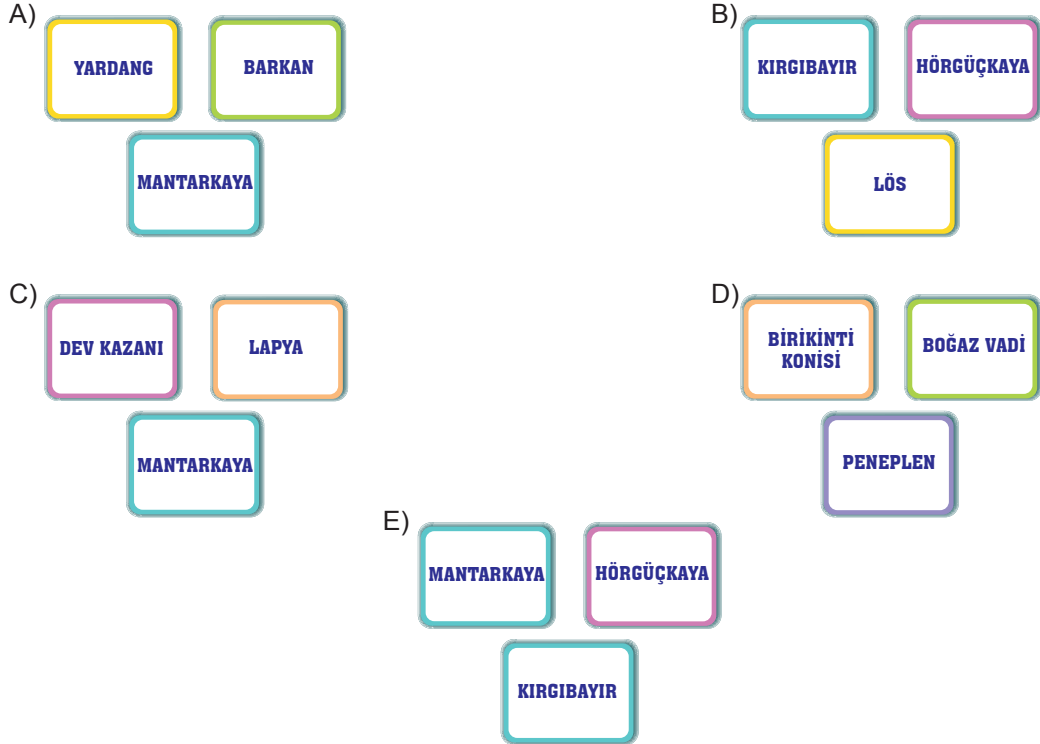 A)
YARDANG
BARKAN
MANTARKAYA
B)
KIRGIBAYIR
HÖRGÜÇKAYA
LÖS
C)
DEV KAZANI
LAPYA
MANTARKAYA
D)
BİRİKİNTİ
KONİSİ
BOĞAZ VADİ
PENEPLEN
E)
MANTARKAYA
HÖRGÜÇKAYA
KIRGIBAYIR